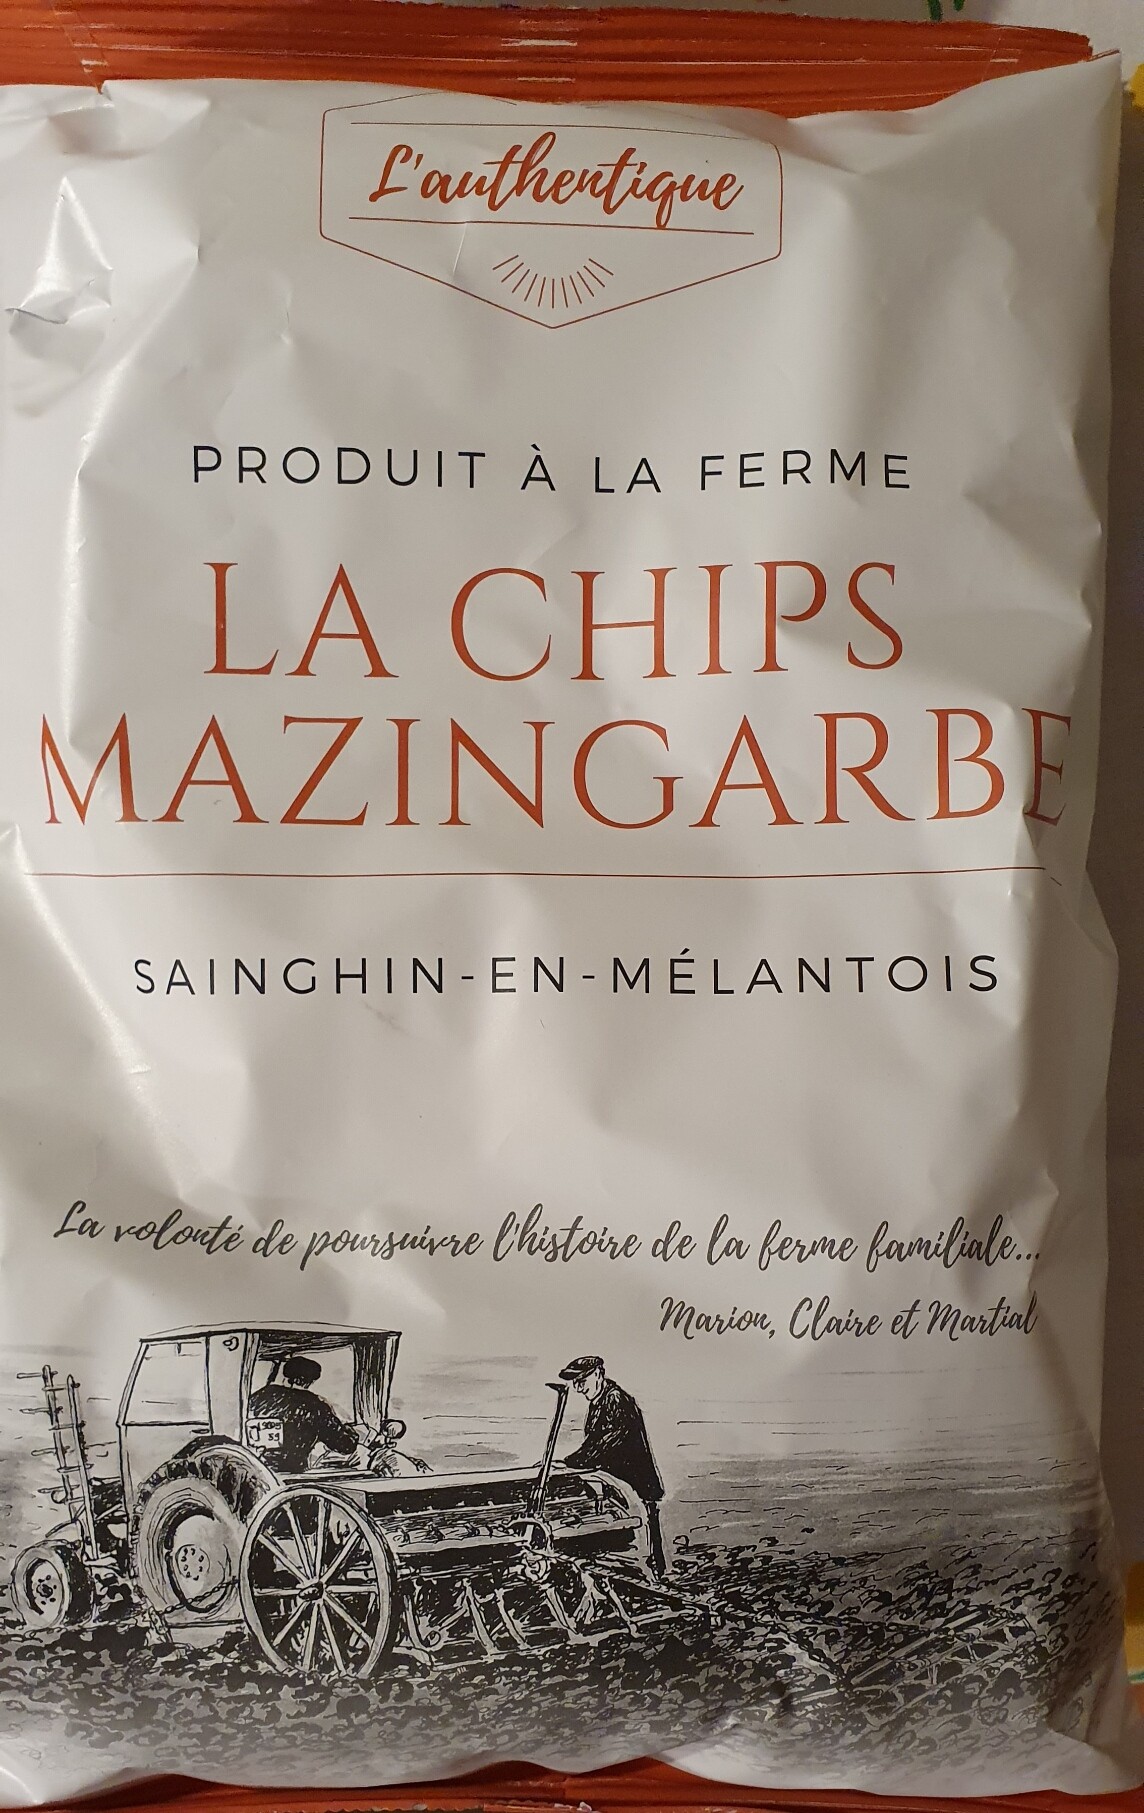 L'authentique
PRODUIT À LA FERME
LA CHIPS
MAZINGARBE
SAINGHIN-EN-MÉLANTOIS
La volonté de poursuivre l'histoire de la ferme familiale...
Marion, Claire et Martial
59